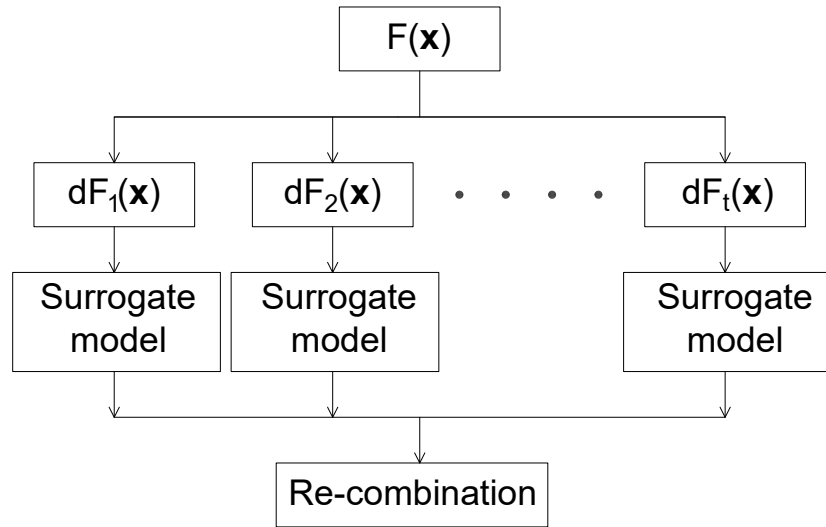 F(x)
dF₁(x)
dF₂(x)
dFₜ(x)
Surrogate
model
Surrogate
model
Surrogate
model
Re-combination